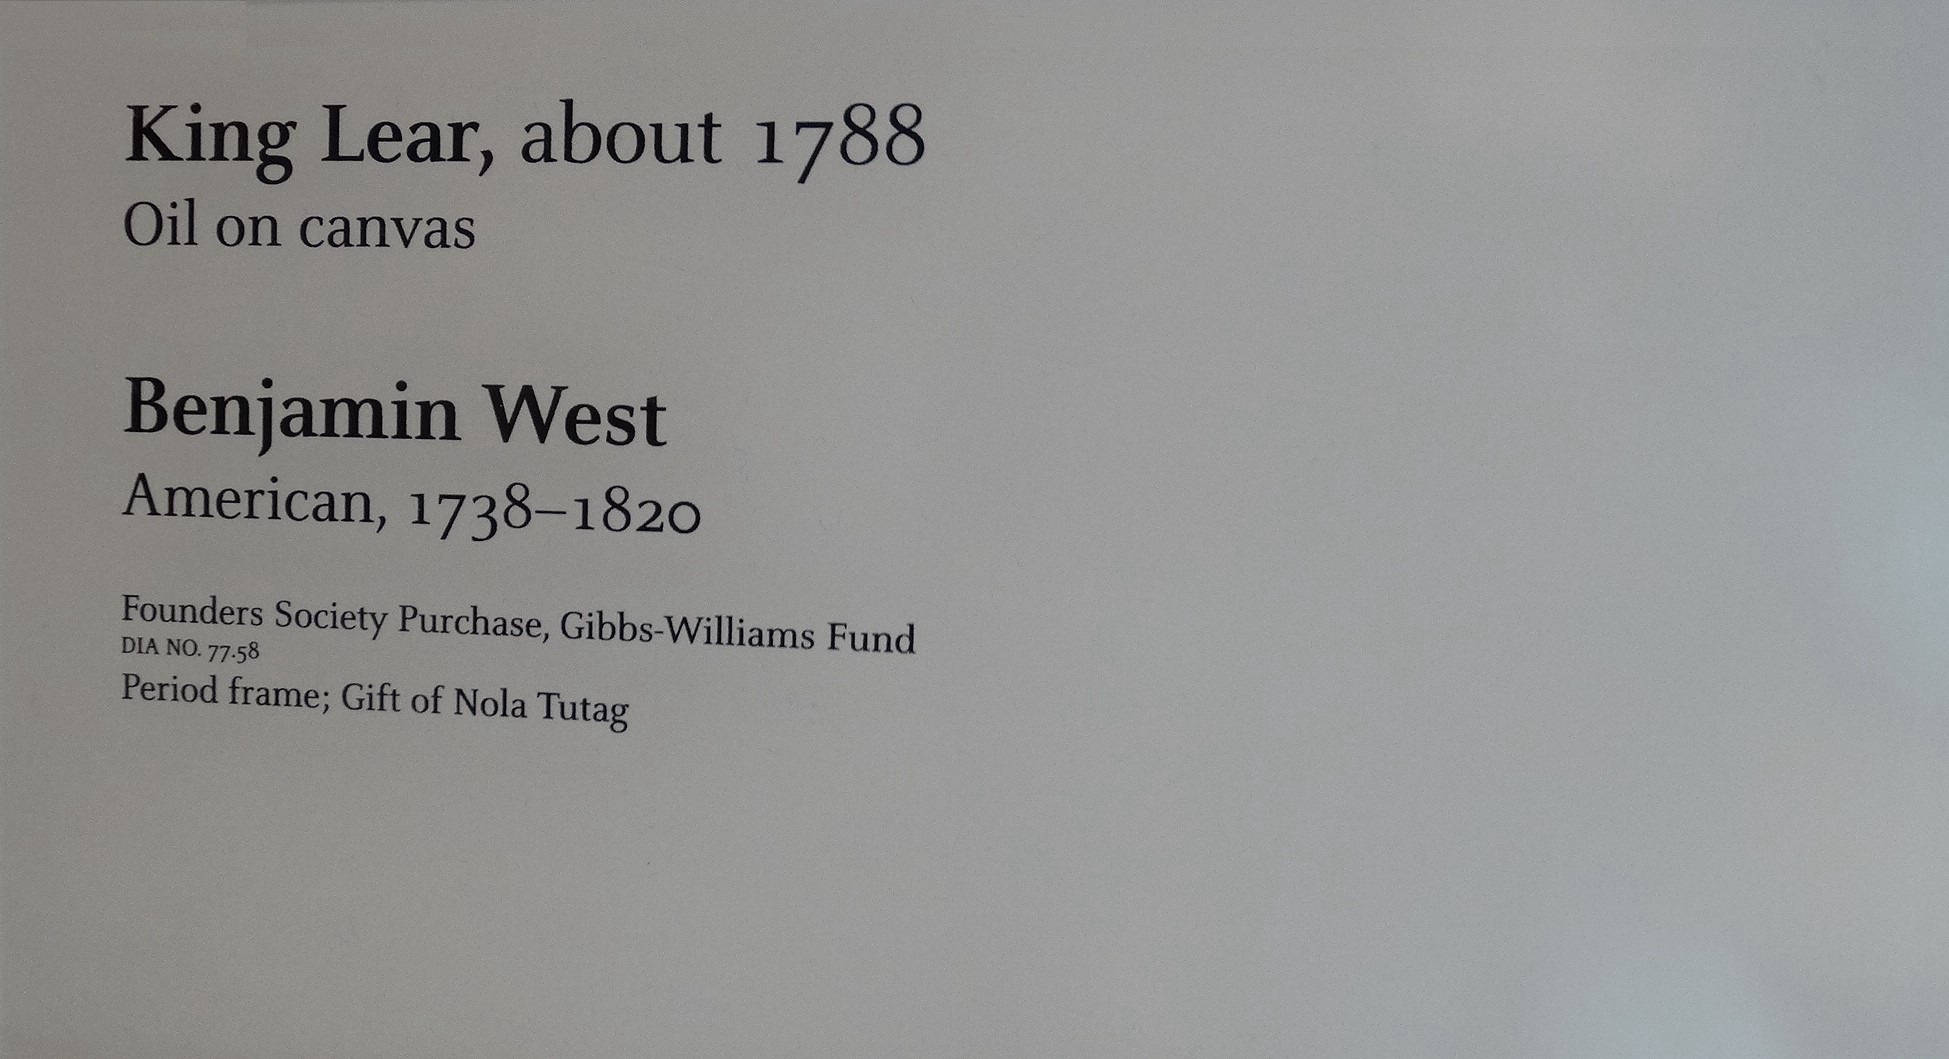 King Lear, about 1788
Oil on canvas
Benjamin West
American, 1738–1820
Founders Society Purchase, Gibbs-Williams Fund
DIA NO. 77.58
Period frame; Gift of Nola Tutag